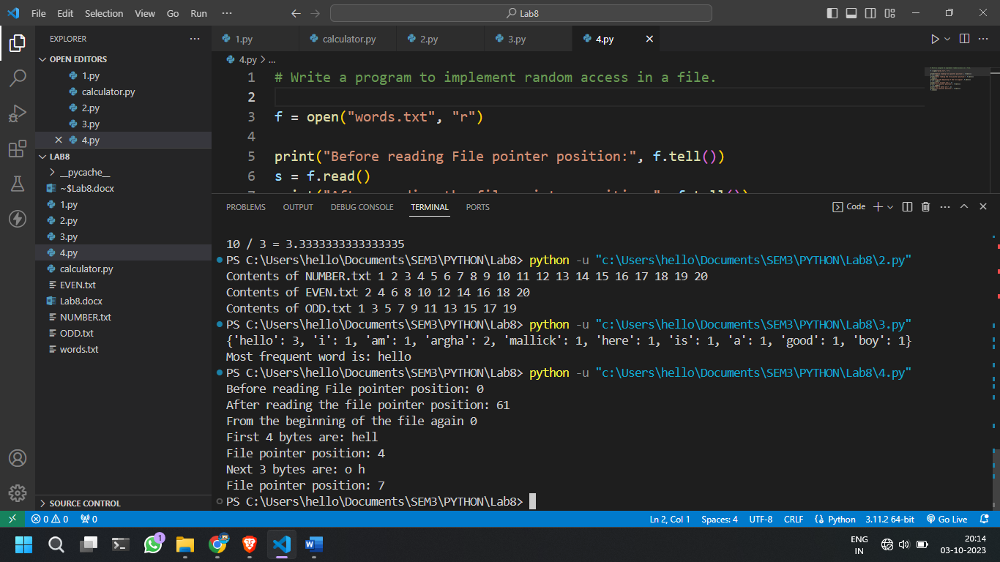 File Edit Selection View Go Run ··· Lab8
EXPLORER ···
OPEN EDITORS
1.py
calculator.py
2.py
3.py
4.py
LAB8
__pycache__
~$Lab8.docx
1.py
2.py
3.py
4.py
calculator.py
EVEN.txt
Lab8.docx
NUMBER.txt
ODD.txt
words.txt
SOURCE CONTROL
1.py calculator.py 2.py 3.py 4.py
4.py > ...
1 # Write a program to implement random access in a file.
2
3 f = open("words.txt", "r")
4
5 print("Before reading File pointer position:", f.tell())
6 s = f.read()
7 print("After reading the file pointer position:", f.tell())
PROBLEMS OUTPUT DEBUG CONSOLE TERMINAL PORTS Code
10 / 3 = 3.3333333333333335
PS C:\Users\hello\Documents\SEM3\PYTHON\Lab8> python -u "c:\Users\hello\Documents\SEM3\PYTHON\Lab8\2.py"
Contents of NUMBER.txt 1 2 3 4 5 6 7 8 9 10 11 12 13 14 15 16 17 18 19 20
Contents of EVEN.txt 2 4 6 8 10 12 14 16 18 20
Contents of ODD.txt 1 3 5 7 9 11 13 15 17 19
PS C:\Users\hello\Documents\SEM3\PYTHON\Lab8> python -u "c:\Users\hello\Documents\SEM3\PYTHON\Lab8\3.py"
{'hello': 3, 'i': 1, 'am': 1, 'argha': 2, 'mallick': 1, 'here': 1, 'is': 1, 'a': 1, 'good': 1, 'boy': 1}
Most frequent word is: hello
PS C:\Users\hello\Documents\SEM3\PYTHON\Lab8> python -u "c:\Users\hello\Documents\SEM3\PYTHON\Lab8\4.py"
Before reading File pointer position: 0
After reading the file pointer position: 61
From the beginning of the file again 0
First 4 bytes are: hell
File pointer position: 4
Next 3 bytes are: o h
File pointer position: 7
PS C:\Users\hello\Documents\SEM3\PYTHON\Lab8>
0 0 0 Ln 2, Col 1 Spaces: 4 UTF-8 CRLF Python 3.11.2 64-bit Go Live
1 ENG 20:14
IN 03-10-2023